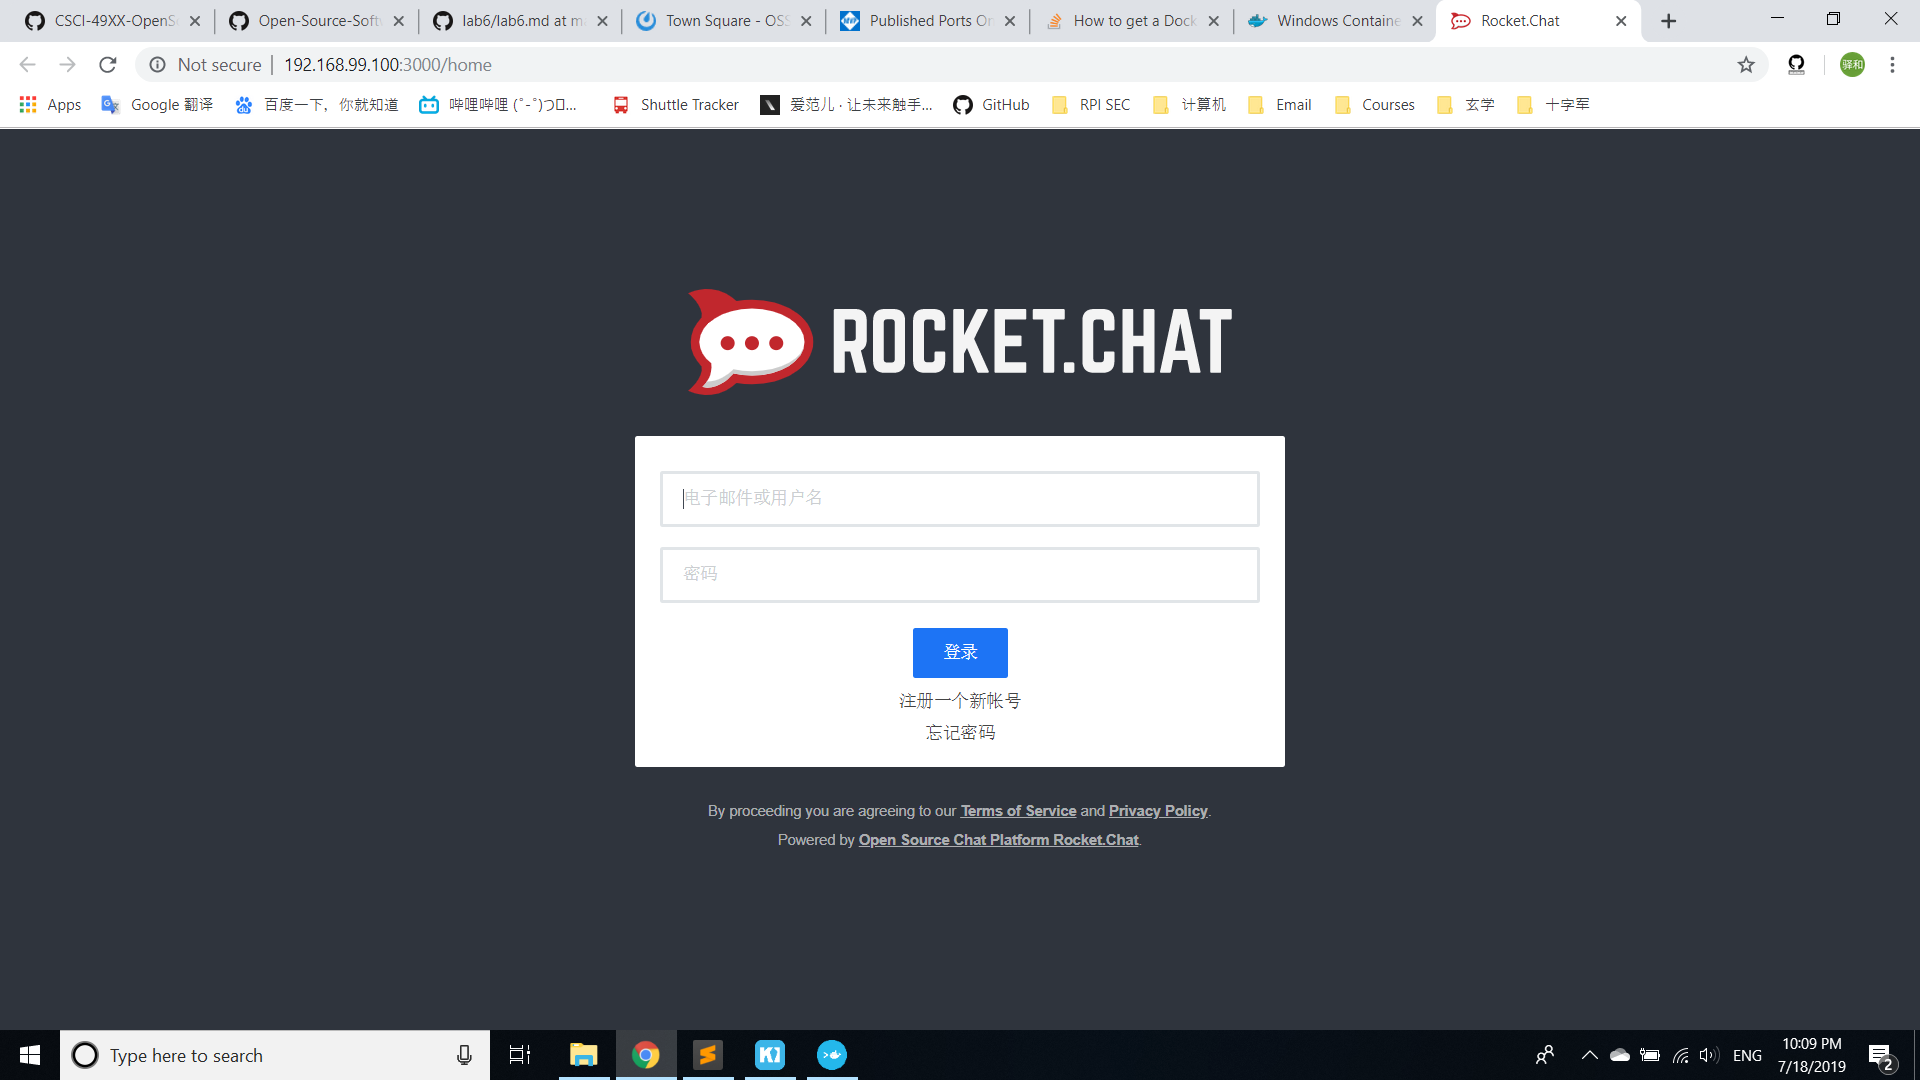 CSCI-49XX-OpenS
Open-Source-Soft
lab6/lab6.md at m
Town Square - OSS
Published Ports On
How to get a Dock
Windows Containe
Rocket.Chat
Not secure
192.168.99.100:3000/home
驿和
Apps
Google 翻译
百度一下，你就知道
哔哩哔哩 (゜-゜)つロ...
Shuttle Tracker
爱范儿 · 让未来触手...
GitHub
RPI SEC
计算机
Email
Courses
玄学
十字军
ROCKET.CHAT
电子邮件或用户名
密码
登录
注册一个新帐号
忘记密码
By proceeding you are agreeing to our Terms of Service and Privacy Policy.
Powered by Open Source Chat Platform Rocket.Chat.
Type here to search
ENG
10:09 PM
7/18/2019
2